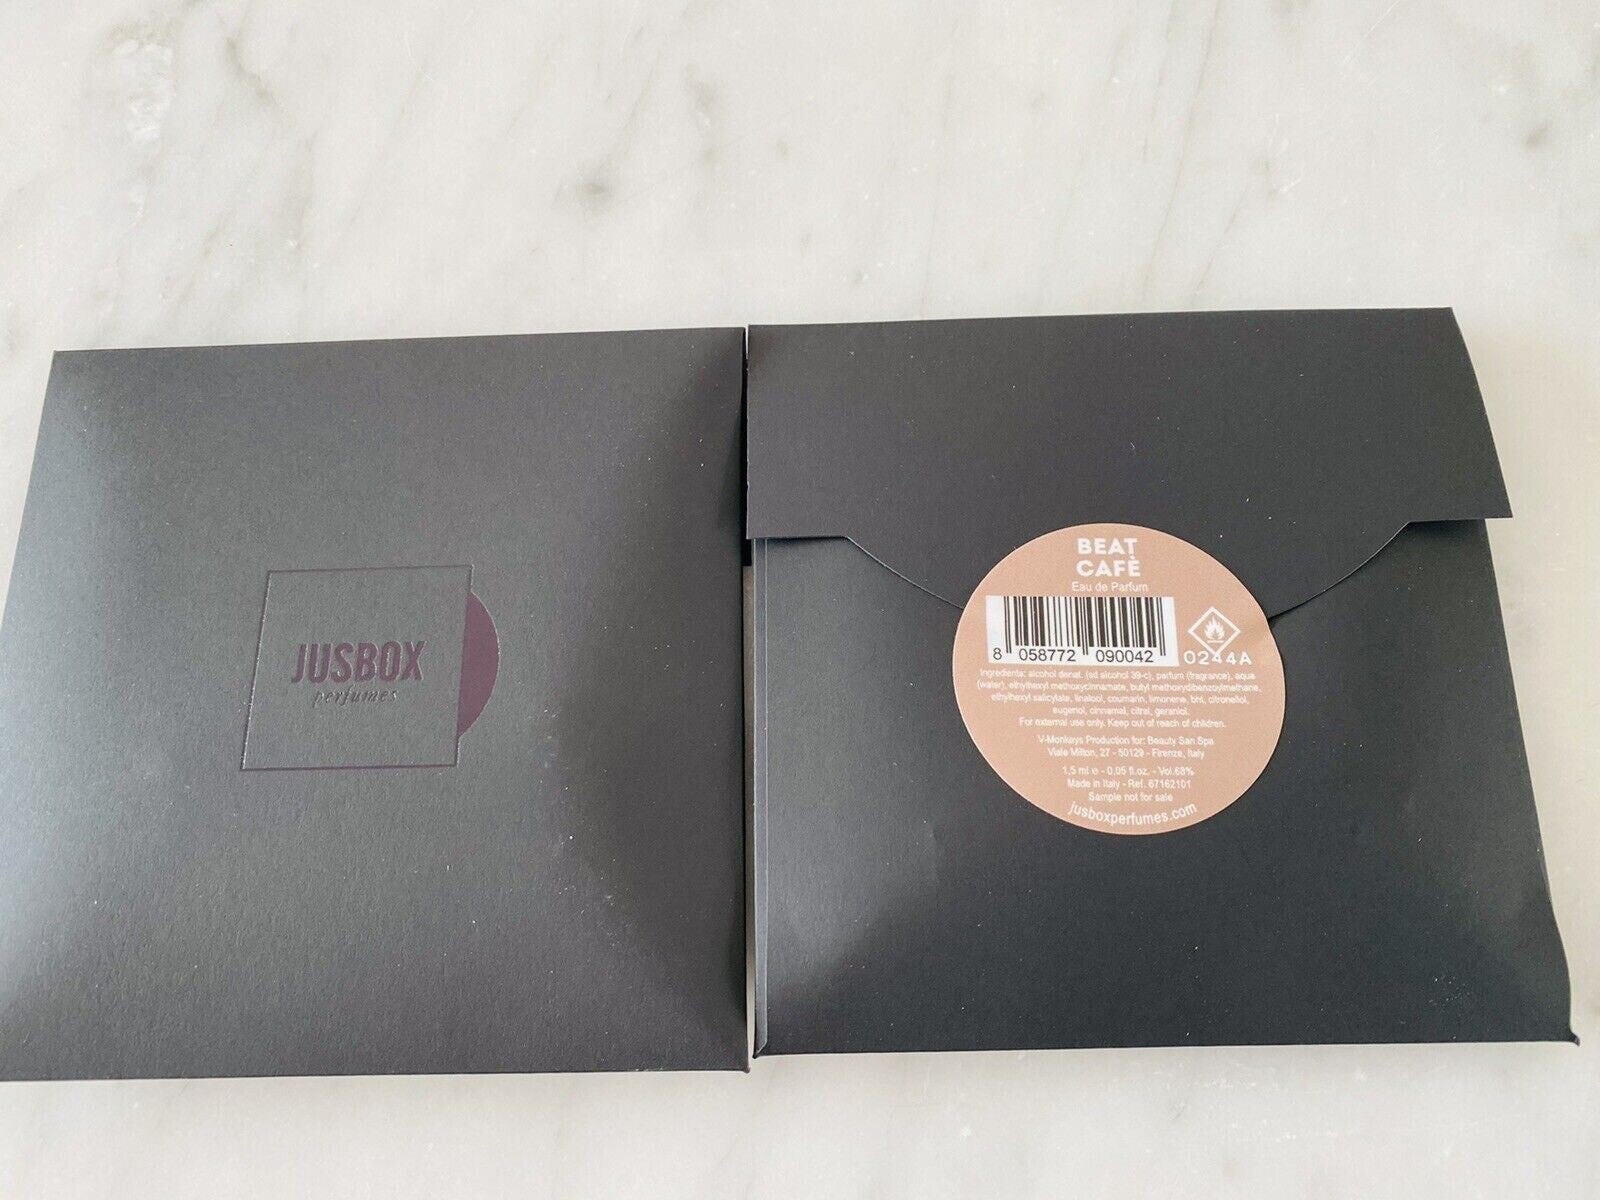 JUSBOX
perfumes
BEAT
CAFÈ
Eau de Parfum
8 058772 090042
0244A
Ingredients: alcohol denat. (sd alcohol 39-c), parfum (fragrance), aqua
(water), ethylhexyl methoxycinnamate, butyl methoxydibenzoylmethane,
ethylhexyl salicylate, linalool, coumarin, limonene, bht, citronellol,
eugenol, cinnamal, citral, geraniol.
For external use only. Keep out of reach of children.
V-Monkeys Production for: Beauty San Spa
Viale Milton, 27 - 50129 - Firenze, Italy
1,5 ml e - 0,05 fl.oz. - Vol.68%
Made in Italy - Ref. 67162101
Sample not for sale
jusboxperfumes.com